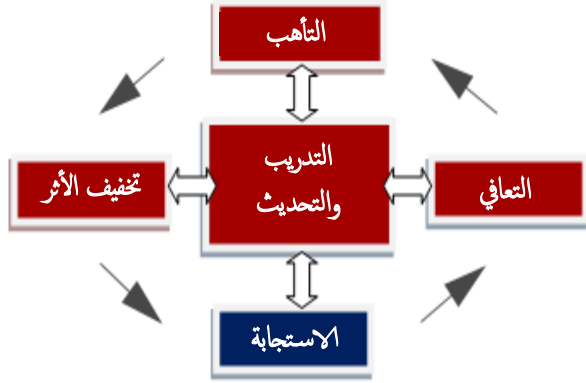 التأهب
التدريب
والتحديث
التعافي
تخفيف الأثر
الاستجابة